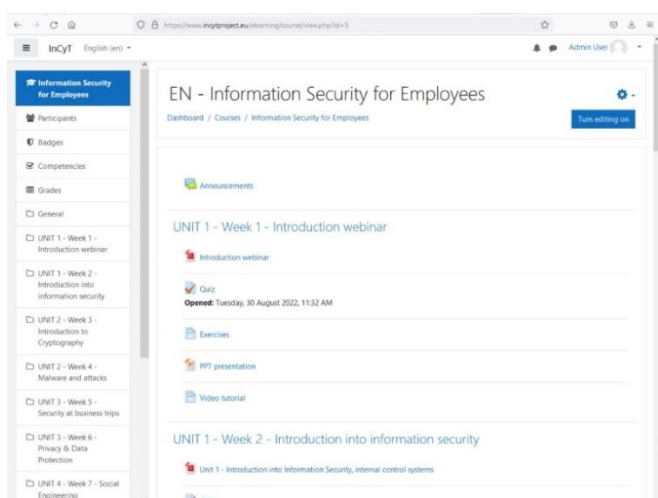 https://www.incytproject.eu/elearning/course/view.php?id=5
InCyT English (en)
Admin User
Information Security
for Employees
Participants
Badges
Competencies
Grades
General
UNIT 1 - Week 1 -
Introduction webinar
UNIT 1 - Week 2 -
Introduction into
information security
UNIT 2 - Week 3 -
Introduction to
Cryptography
UNIT 2 - Week 4 -
Malware and attacks
UNIT 3 - Week 5 -
Security at business trips
UNIT 3 - Week 6 -
Privacy & Data
Protection
UNIT 4 - Week 7 - Social
Engineering
EN - Information Security for Employees
Dashboard / Courses / Information Security for Employees
Turn editing on
Announcements
UNIT 1 - Week 1 - Introduction webinar
Introduction webinar
Quiz
Opened: Tuesday, 30 August 2022, 11:32 AM
Exercises
PPT presentation
Video tutorial
UNIT 1 - Week 2 - Introduction into information security
Unit 1 - Introduction into Information Security, internal control systems